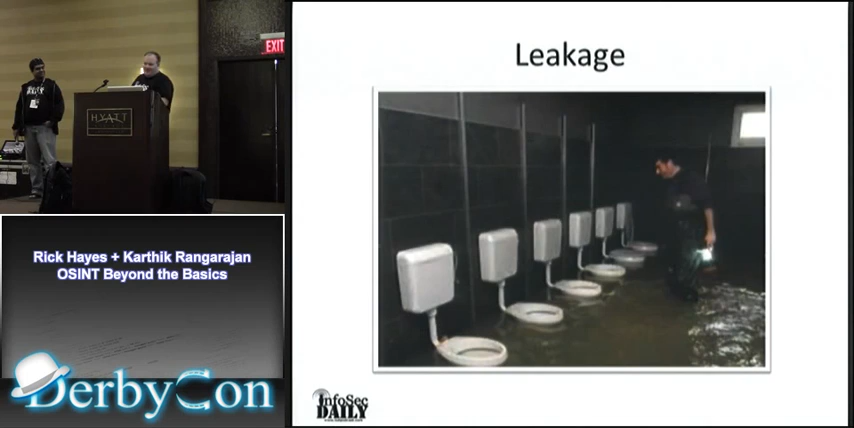 EXIT
HYATT
Leakage
Rick Hayes + Karthik Rangarajan
OSINT Beyond the Basics
DerbyCon
InfoSec
DAILY